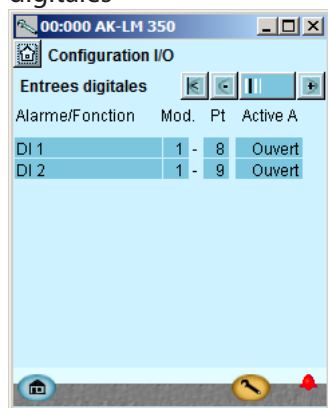 digitales
00:000 AK-LM 350
Configuration I/O
Entrees digitales
Alarme/Fonction Mod. Pt Active A
DI 1 1 - 8 Ouvert
DI 2 1 - 9 Ouvert